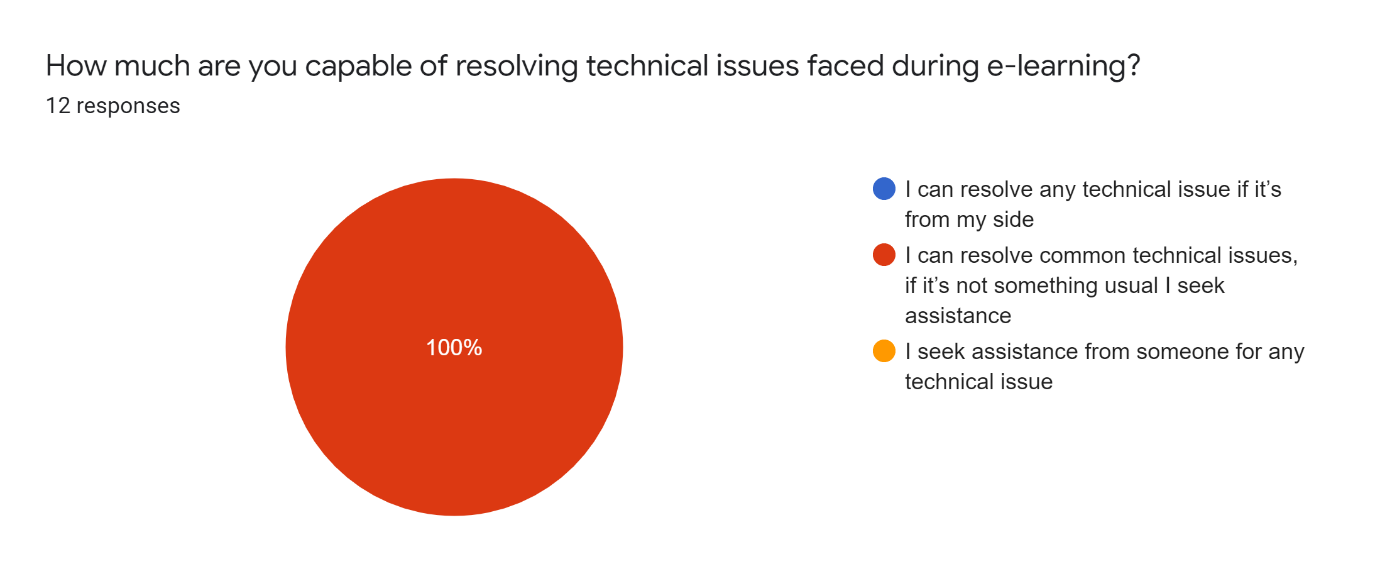 How much are you capable of resolving technical issues faced during e-learning?
12 responses
100%
I can resolve any technical issue if it’s
from my side
I can resolve common technical issues,
if it’s not something usual I seek
assistance
I seek assistance from someone for any
technical issue